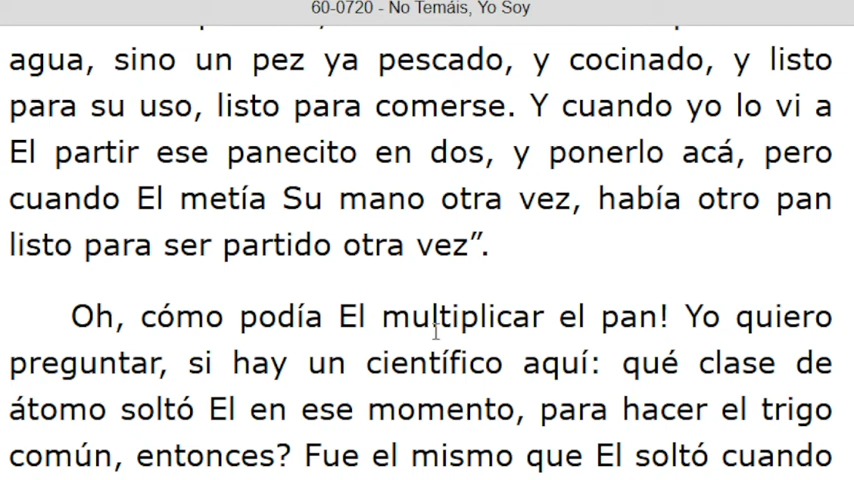 60-0720 - No Temáis, Yo Soy
agua, sino un pez ya pescado, y cocinado, y listo
para su uso, listo para comerse. Y cuando yo lo vi a
El partir ese panecito en dos, y ponerlo acá, pero
cuando El metía Su mano otra vez, había otro pan
listo para ser partido otra vez”.
Oh, cómo podía El multiplicar el pan! Yo quiero
preguntar, si hay un científico aquí: qué clase de
átomo soltó El en ese momento, para hacer el trigo
común, entonces? Fue el mismo que El soltó cuando